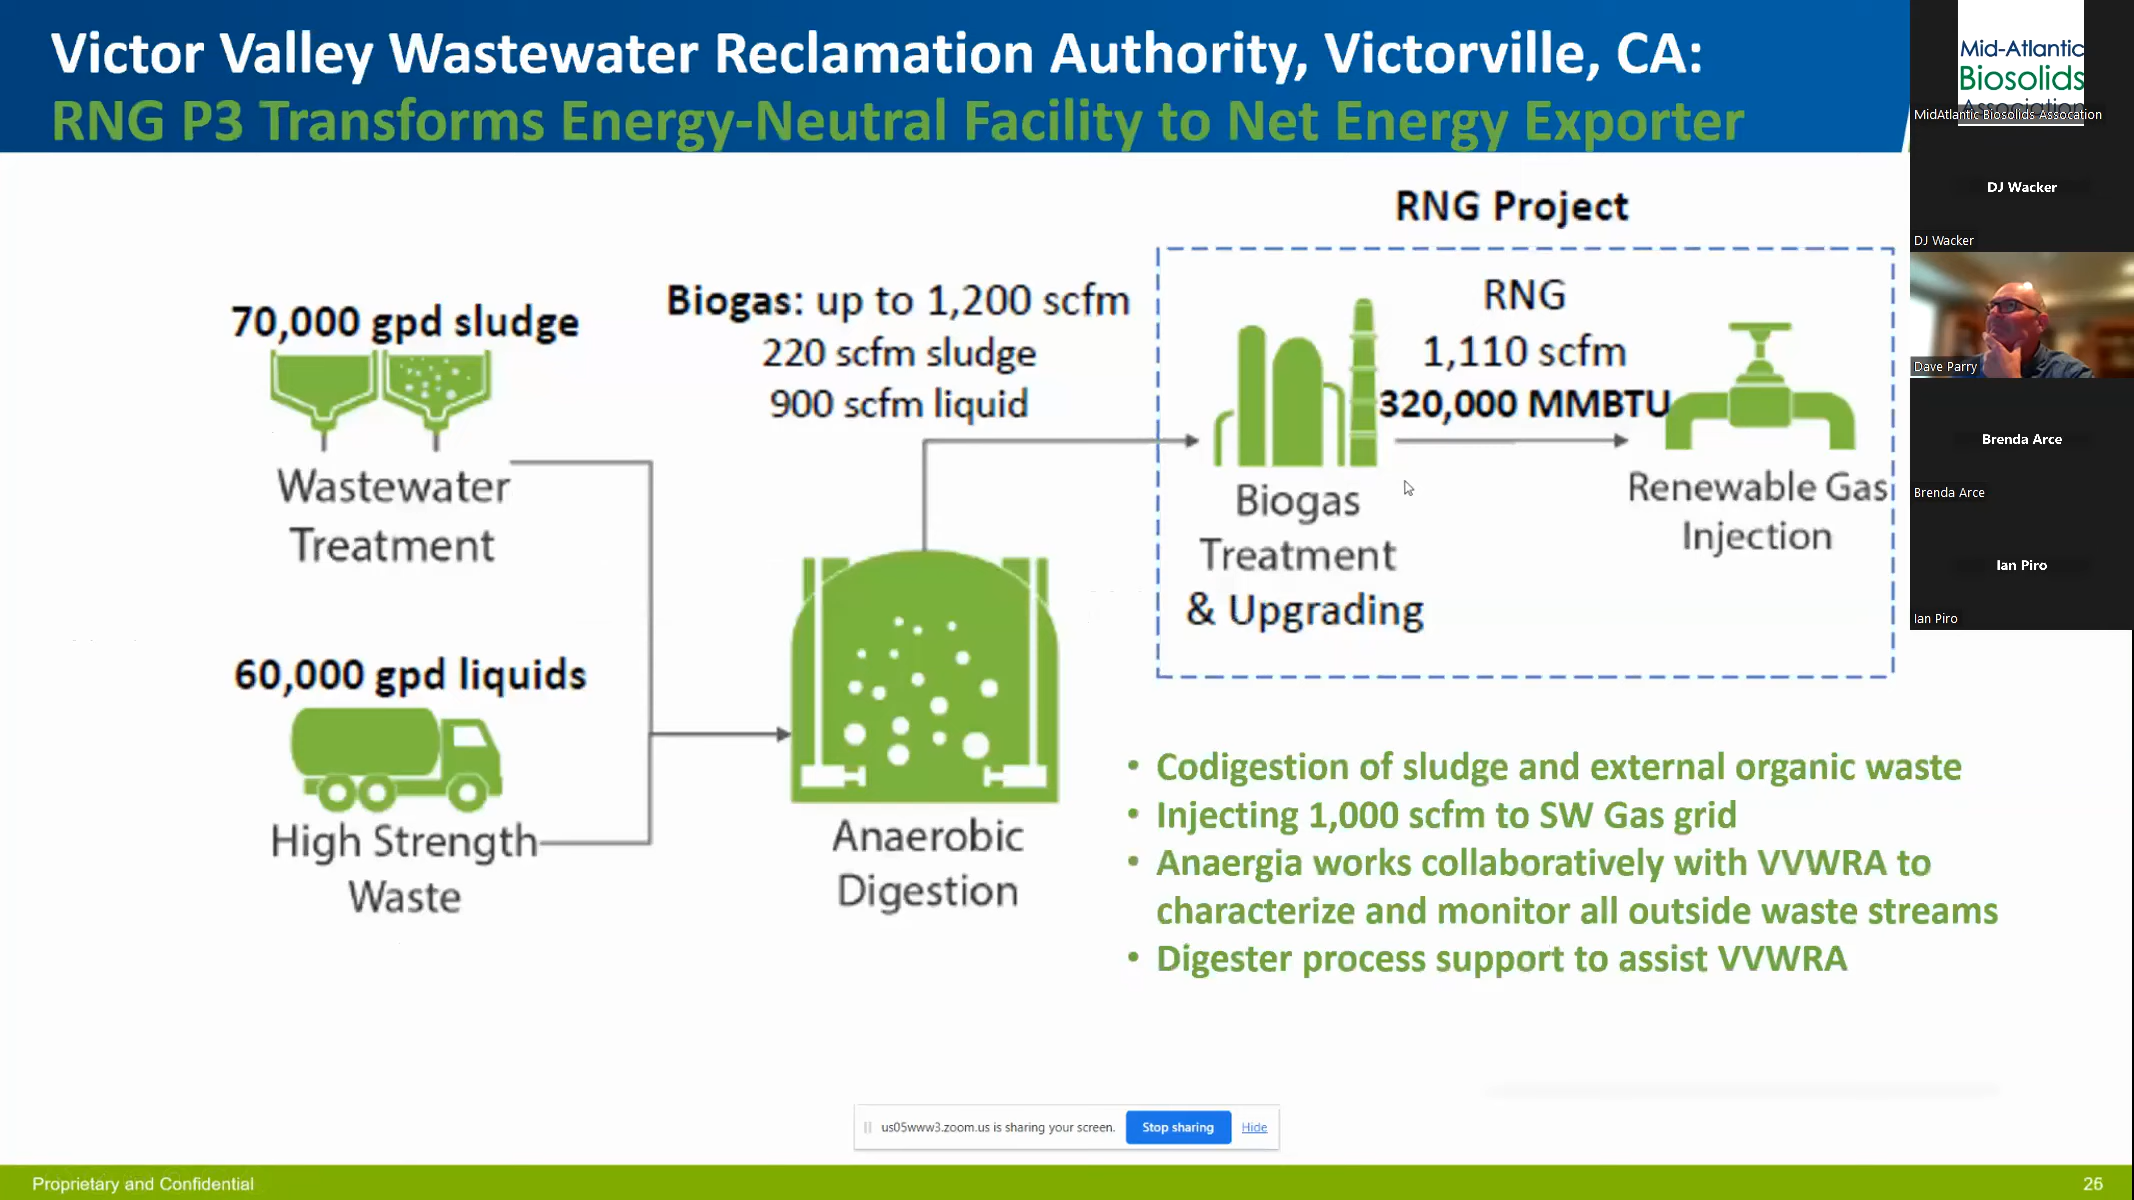 Victor Valley Wastewater Reclamation Authority, Victorville, CA:
RNG P3 Transforms Energy-Neutral Facility to Net Energy Exporter
RNG Project
70,000 gpd sludge
Wastewater
Treatment
60,000 gpd liquids
High Strength
Waste
Biogas: up to 1,200 scfm
220 scfm sludge
900 scfm liquid
Anaerobic
Digestion
RNG
1,110 scfm
320,000 MMBTU
Biogas
Treatment
& Upgrading
Renewable Gas
Injection
• Codigestion of sludge and external organic waste
• Injecting 1,000 scfm to SW Gas grid
• Anaergia works collaboratively with VVWRA to
characterize and monitor all outside waste streams
• Digester process support to assist VVWRA
us05www3.zoom.us is sharing your screen.
Stop sharing
Hide
Proprietary and Confidential
26
Mid-Atlantic
Biosolids
Association
MidAtlantic Biosolids Assocation
DJ Wacker
DJ Wacker
Dave Parry
Brenda Arce
Brenda Arce
Ian Piro
Ian Piro